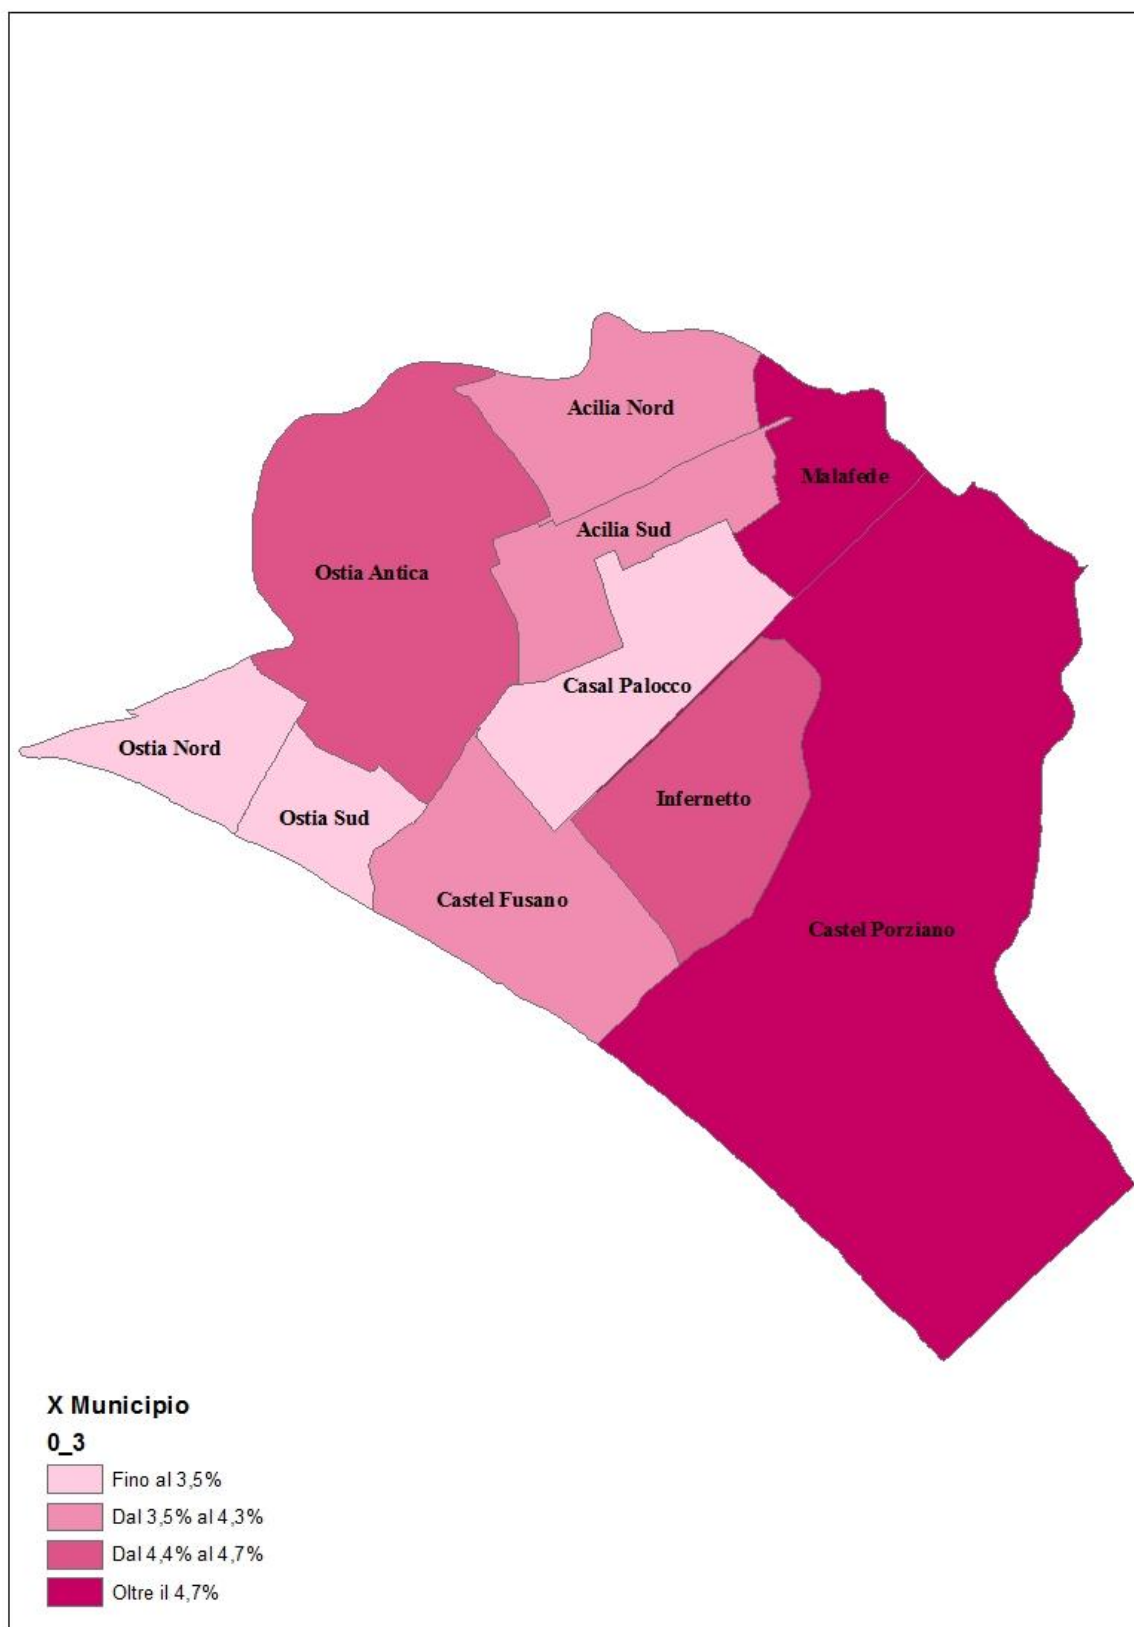 Acilia Nord
Malafede
Acilia Sud
Ostia Antica
Casal Palocco
Ostia Nord
Infernetto
Ostia Sud
Castel Fusano
Castel Porziano
X Municipio
0_3
Fino al 3,5%
Dal 3,5% al 4,3%
Dal 4,4% al 4,7%
Oltre il 4,7%